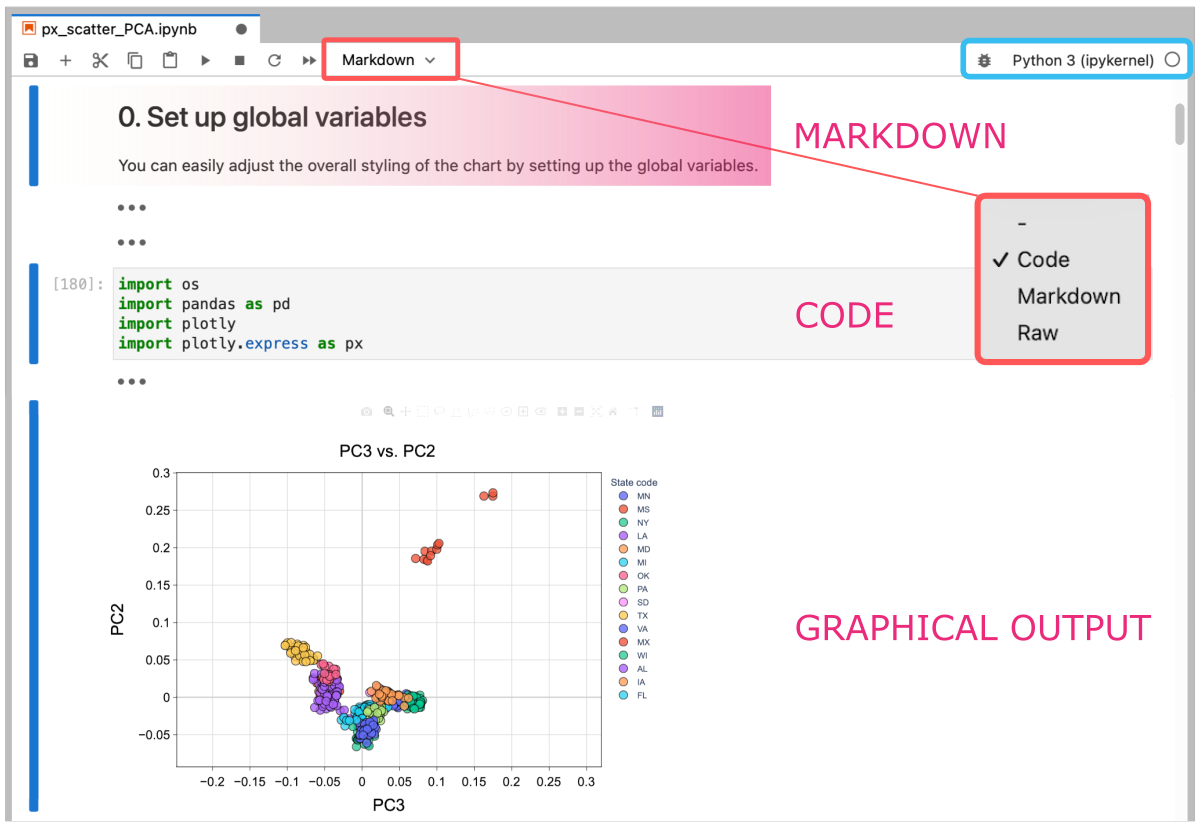 px_scatter_PCA.ipynb
Markdown
Python 3 (ipykernel)
0. Set up global variables
You can easily adjust the overall styling of the chart by setting up the global variables.
MARKDOWN
-
✓ Code
Markdown
Raw
[180]:
import os
import pandas as pd
import plotly
import plotly.express as px
CODE
PC3 vs. PC2
0.3
0.25
0.2
0.15
0.1
0.05
0
−0.05
PC2
−0.2 −0.15 −0.1 −0.05 0 0.05 0.1 0.15 0.2 0.25 0.3
PC3
State code
MN
MS
NY
LA
MD
MI
OK
PA
SD
TX
VA
MX
WI
AL
IA
FL
GRAPHICAL OUTPUT